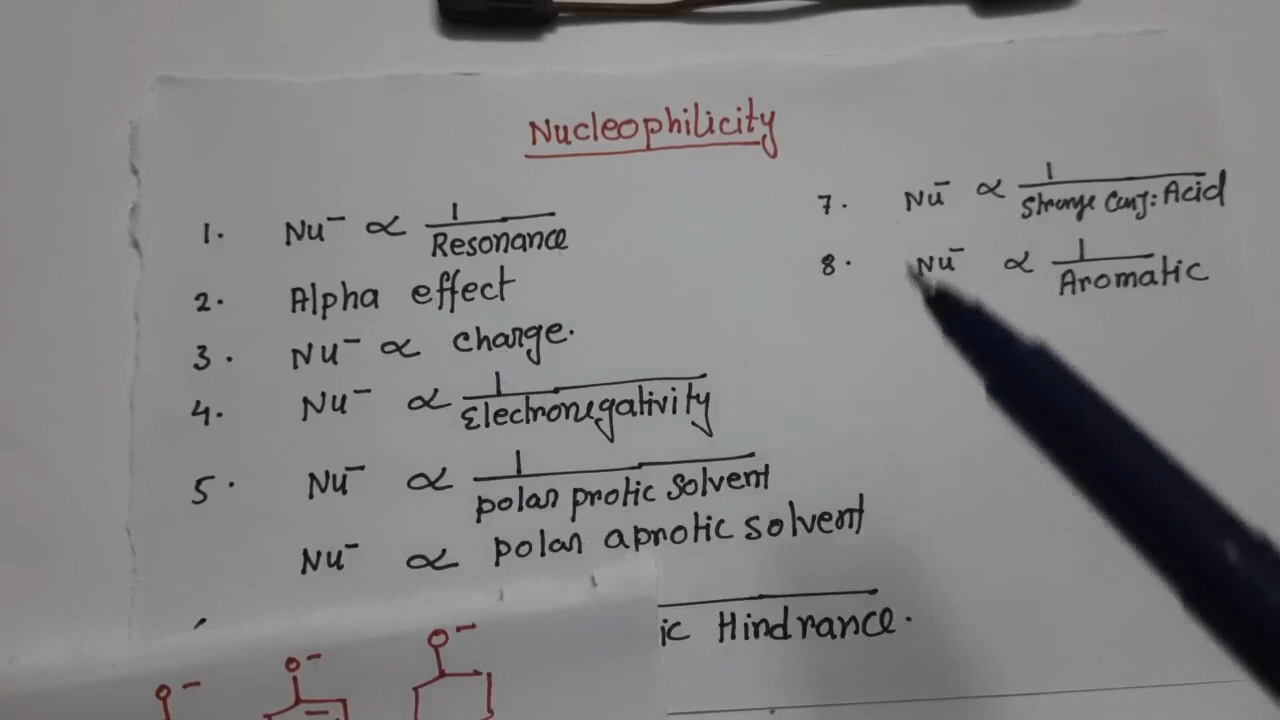 Nucleophilicity
1. Nu⁻ ∝ 1/Resonance
2. Alpha effect
3. Nu⁻ ∝ charge.
4. Nu⁻ ∝ 1/Electronegativity
5. Nu⁻ ∝ 1/polar protic solvent
Nu⁻ ∝ polar aprotic solvent
ic Hindrance.
7. Nu⁻ ∝ 1/Stronge Conj: Acid
8. Nu⁻ ∝ 1/Aromatic
O⁻ O⁻ O⁻